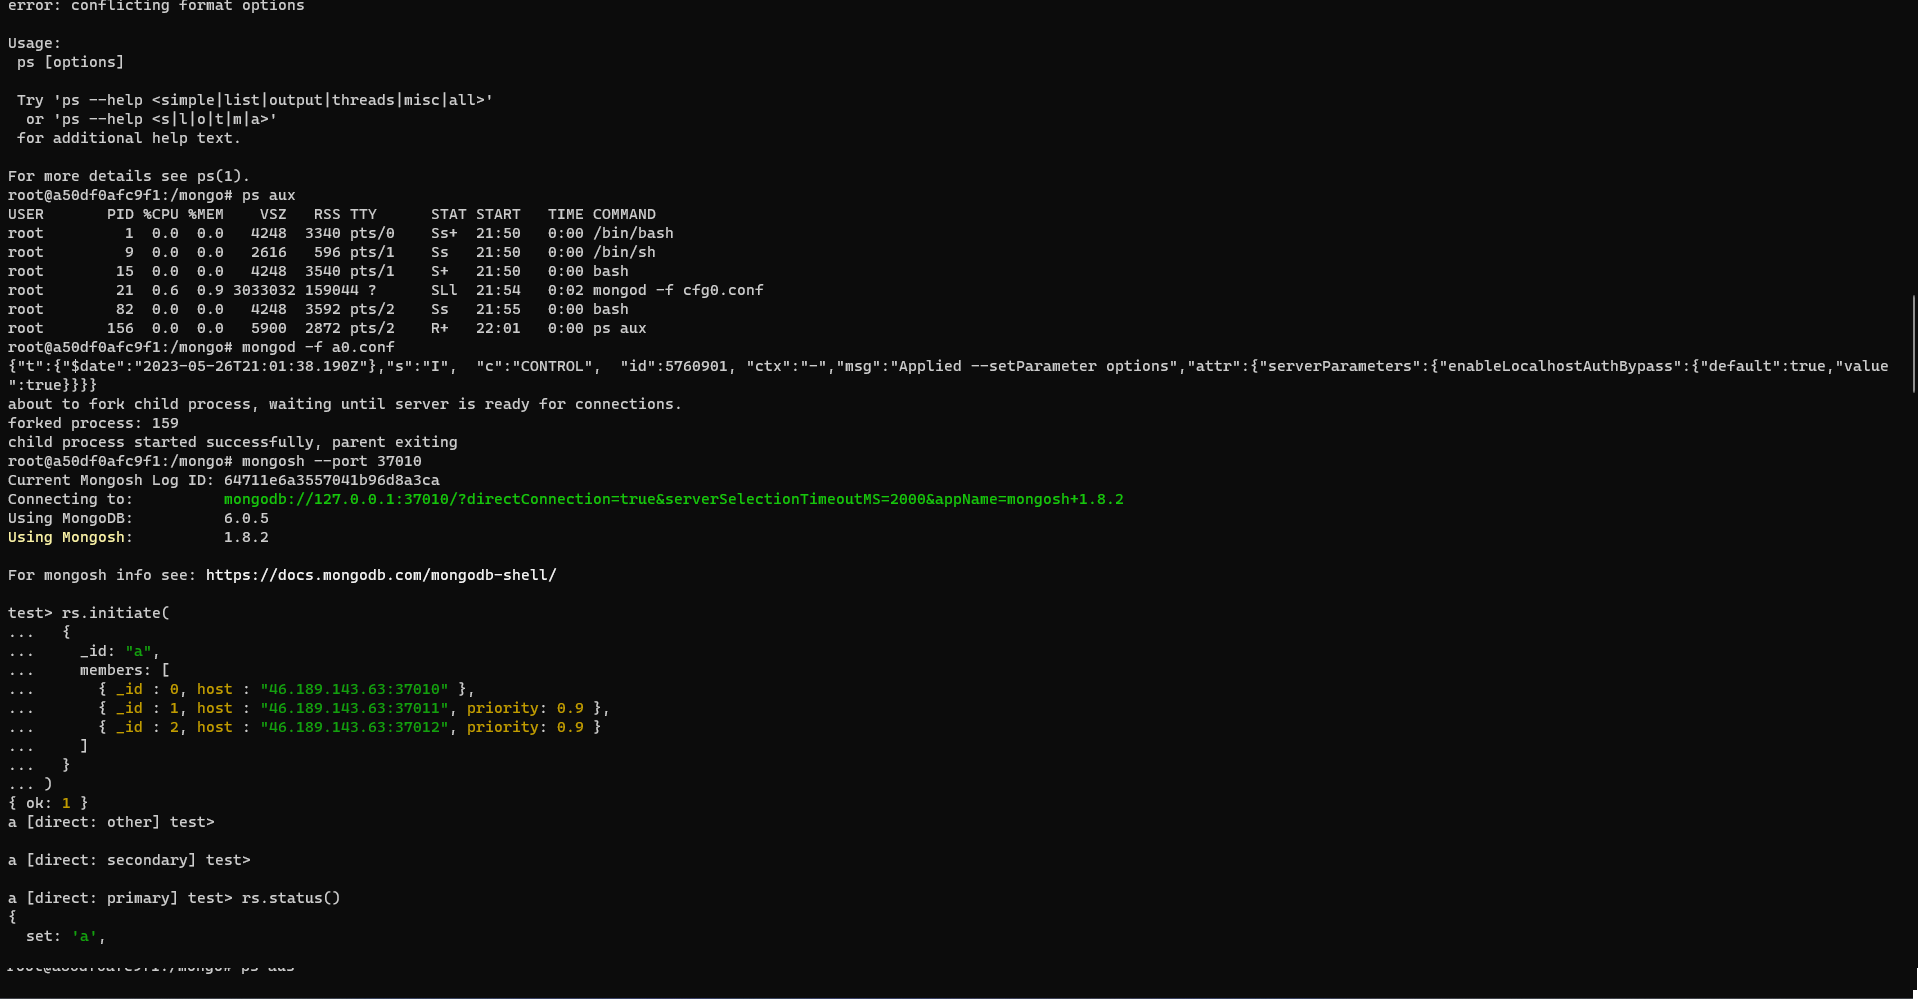 error: conflicting format options
Usage:
 ps [options]
 Try 'ps --help <simple|list|output|threads|misc|all>'
  or 'ps --help <s|l|o|t|m|a>'
 for additional help text.
For more details see ps(1).
root@a50df0afc9f1:/mongo# ps aux
USER       PID %CPU %MEM    VSZ   RSS TTY      STAT START   TIME COMMAND
root         1  0.0  0.0   4248  3340 pts/0    Ss+  21:50   0:00 /bin/bash
root         9  0.0  0.0   2616   596 pts/1    Ss   21:50   0:00 /bin/sh
root        15  0.0  0.0   4248  3540 pts/1    S+   21:50   0:00 bash
root        21  0.6  0.9 3033032 159044 ?      SLl  21:54   0:02 mongod -f cfg0.conf
root        82  0.0  0.0   4248  3592 pts/2    Ss   21:55   0:00 bash
root       156  0.0  0.0   5900  2872 pts/2    R+   22:01   0:00 ps aux
root@a50df0afc9f1:/mongo# mongod -f a0.conf
{"t":{"$date":"2023-05-26T21:01:38.190Z"},"s":"I",  "c":"CONTROL",  "id":5760901, "ctx":"-","msg":"Applied --setParameter options","attr":{"serverParameters":{"enableLocalhostAuthBypass":{"default":true,"value
":true}}}}
about to fork child process, waiting until server is ready for connections.
forked process: 159
child process started successfully, parent exiting
root@a50df0afc9f1:/mongo# mongosh --port 37010
Current Mongosh Log ID: 64711e6a3557041b96d8a3ca
Connecting to:          mongodb://127.0.0.1:37010/?directConnection=true&serverSelectionTimeoutMS=2000&appName=mongosh+1.8.2
Using MongoDB:          6.0.5
Using Mongosh:          1.8.2
For mongosh info see: https://docs.mongodb.com/mongodb-shell/
test> rs.initiate(
...   {
...     _id: "a",
...     members: [
...       { _id : 0, host : "46.189.143.63:37010" },
...       { _id : 1, host : "46.189.143.63:37011", priority: 0.9 },
...       { _id : 2, host : "46.189.143.63:37012", priority: 0.9 }
...     ]
...   }
... )
{ ok: 1 }
a [direct: other] test>
a [direct: secondary] test>
a [direct: primary] test> rs.status()
{
  set: 'a',